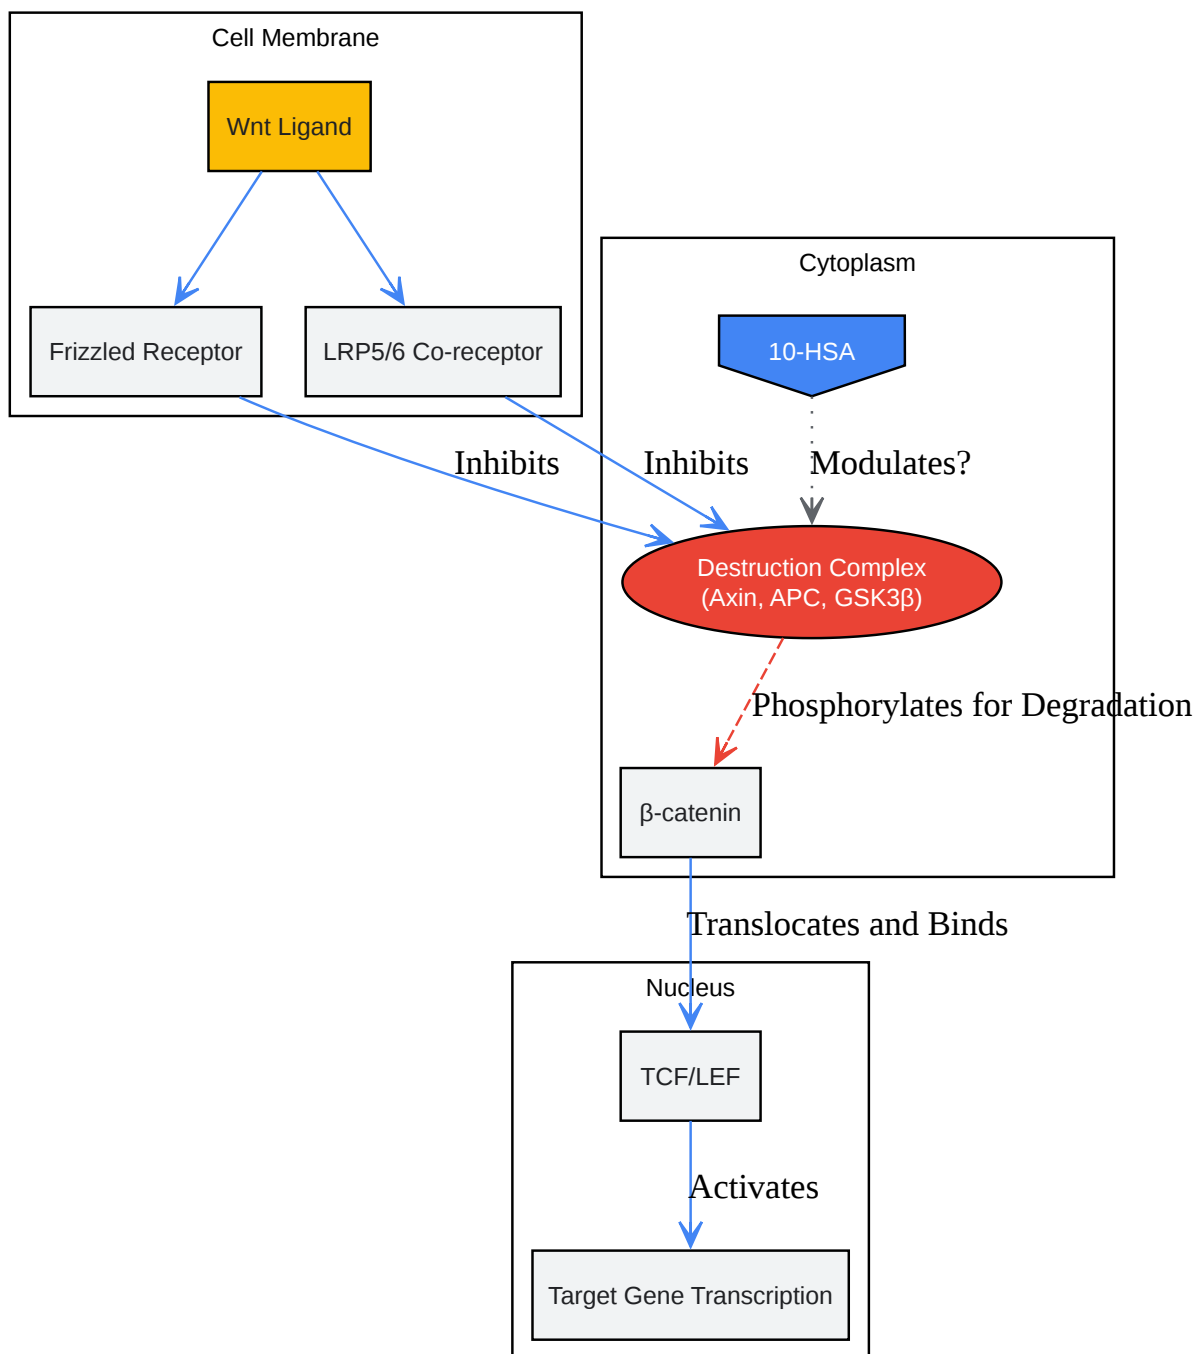 Cell Membrane
Wnt Ligand
Cytoplasm
Frizzled Receptor
LRP5/6 Co-receptor
10-HSA
Inhibits
Inhibits
Modulates?
Destruction Complex
(Axin, APC, GSK3β)
Phosphorylates for Degradation
β-catenin
Translocates and Binds
Nucleus
TCF/LEF
Activates
Target Gene Transcription